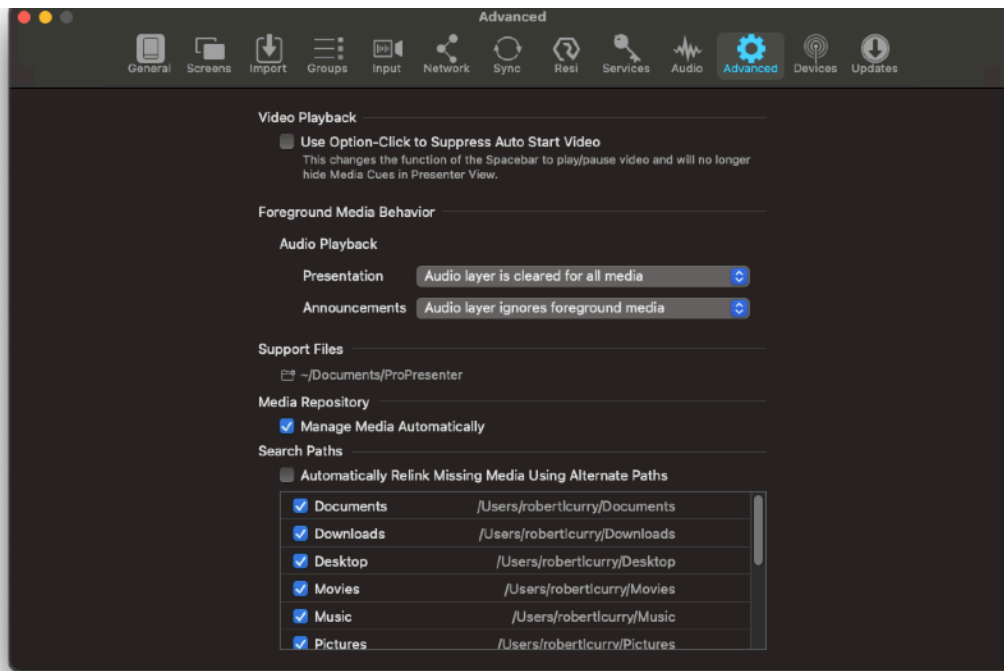 Advanced
General Screens Import Groups Input Network Sync Resi Services Audio Advanced Devices Updates
Video Playback
Use Option-Click to Suppress Auto Start Video
This changes the function of the Spacebar to play/pause video and will no longer
hide Media Cues in Presenter View.
Foreground Media Behavior
Audio Playback
Presentation Audio layer is cleared for all media
Announcements Audio layer ignores foreground media
Support Files
~/Documents/ProPresenter
Media Repository
Manage Media Automatically
Search Paths
Automatically Relink Missing Media Using Alternate Paths
Documents /Users/robertlcurry/Documents
Downloads /Users/robertlcurry/Downloads
Desktop /Users/robertlcurry/Desktop
Movies /Users/robertlcurry/Movies
Music /Users/robertlcurry/Music
Pictures /Users/robertlcurry/Pictures